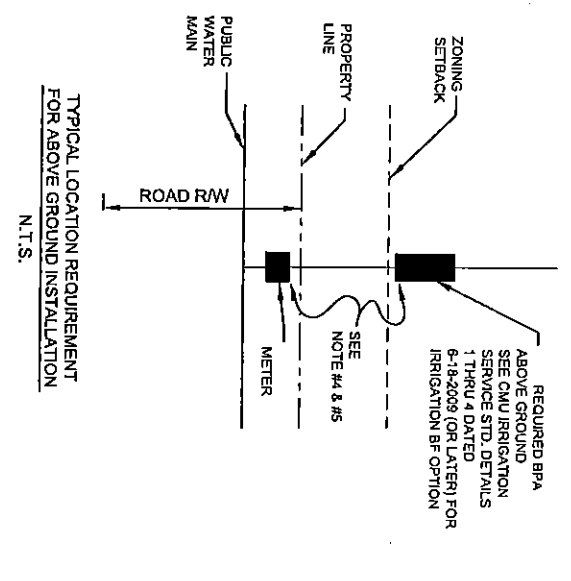 PUBLIC
WATER
MAIN
PROPERTY
LINE
ZONING
SETBACK
ROAD R/W
METER
SEE
NOTE #4 & #5
REQUIRED BPA
ABOVE GROUND
SEE CMU IRRIGATION
SERVICE STD. DETAILS
1 THRU 4 DATED
6-18-2009 (OR LATER) FOR
IRRIGATION BF OPTION
TYPICAL LOCATION REQUIREMENT
FOR ABOVE GROUND INSTALLATION
N.T.S.